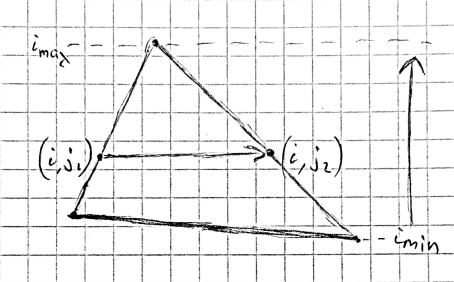 i_max
(i, j_1) (i, j_2)
i_min